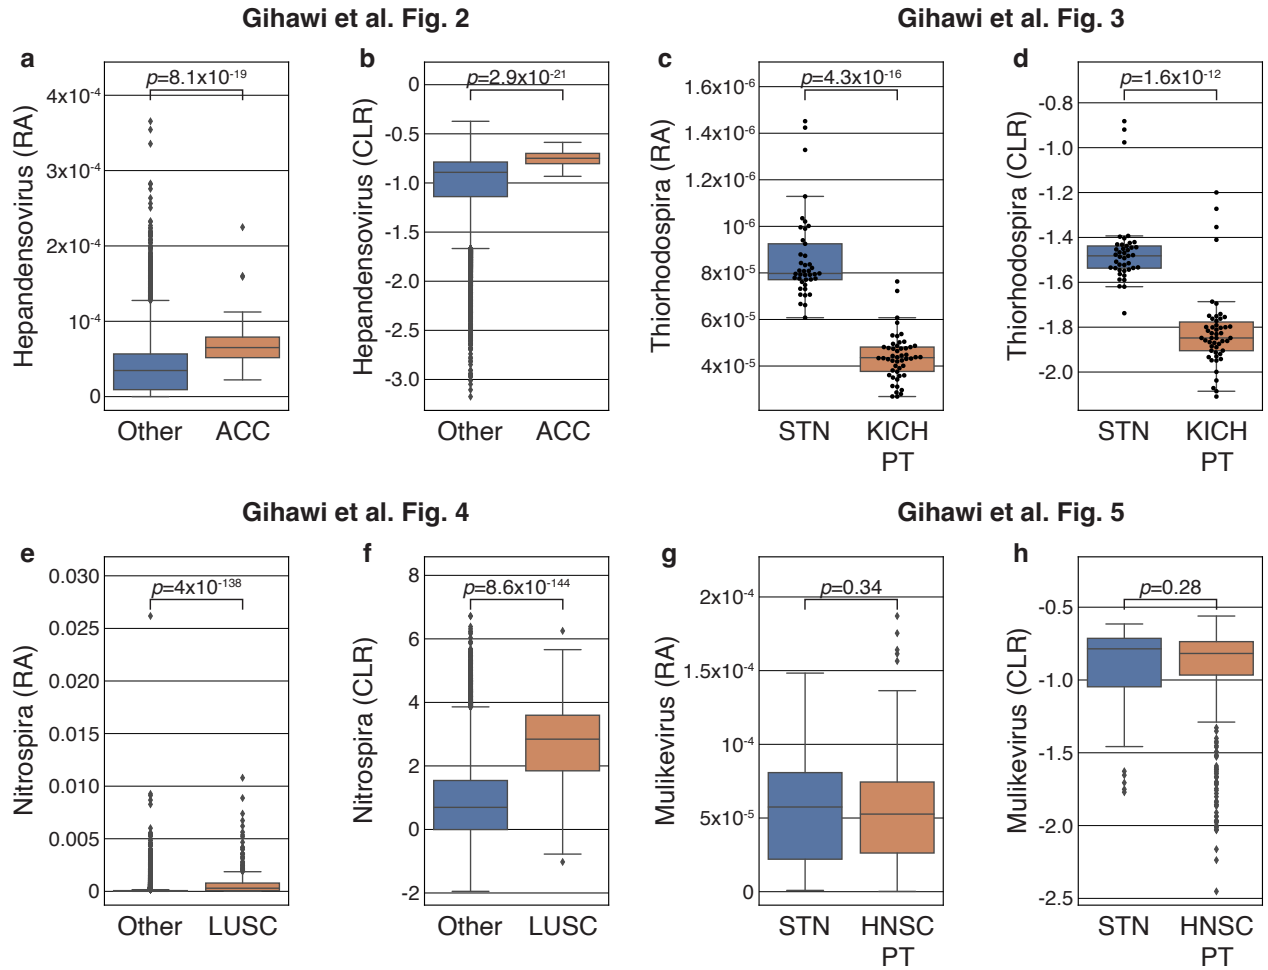 Gihawi et al. Fig. 2
Gihawi et al. Fig. 3
a
b
c
d
p=8.1x10-19
p=2.9x10-21
p=4.3x10-16
p=1.6x10-12
Hepandensovirus (RA)
4x10-4
3x10-4
2x10-4
10-4
0
Other
ACC
Hepandensovirus (CLR)
0
-0.5
-1.0
-1.5
-2.0
-2.5
-3.0
Other
ACC
Thiorhodospira (RA)
1.6x10-6
1.4x10-6
1.2x10-6
10-6
8x10-5
6x10-5
4x10-5
STN
KICH
PT
Thiorhodospira (CLR)
-0.8
-1.0
-1.2
-1.4
-1.6
-1.8
-2.0
STN
KICH
PT
Gihawi et al. Fig. 4
Gihawi et al. Fig. 5
e
f
g
h
p=4x10-138
p=8.6x10-144
p=0.34
p=0.28
Nitrospira (RA)
0.030
0.025
0.020
0.015
0.010
0.005
0
Other
LUSC
Nitrospira (CLR)
8
6
4
2
0
-2
Other
LUSC
Mulikevirus (RA)
2x10-4
1.5x10-4
10-4
5x10-5
0
STN
HNSC
PT
Mulikevirus (CLR)
-0.5
-1.0
-1.5
-2.0
-2.5
STN
HNSC
PT